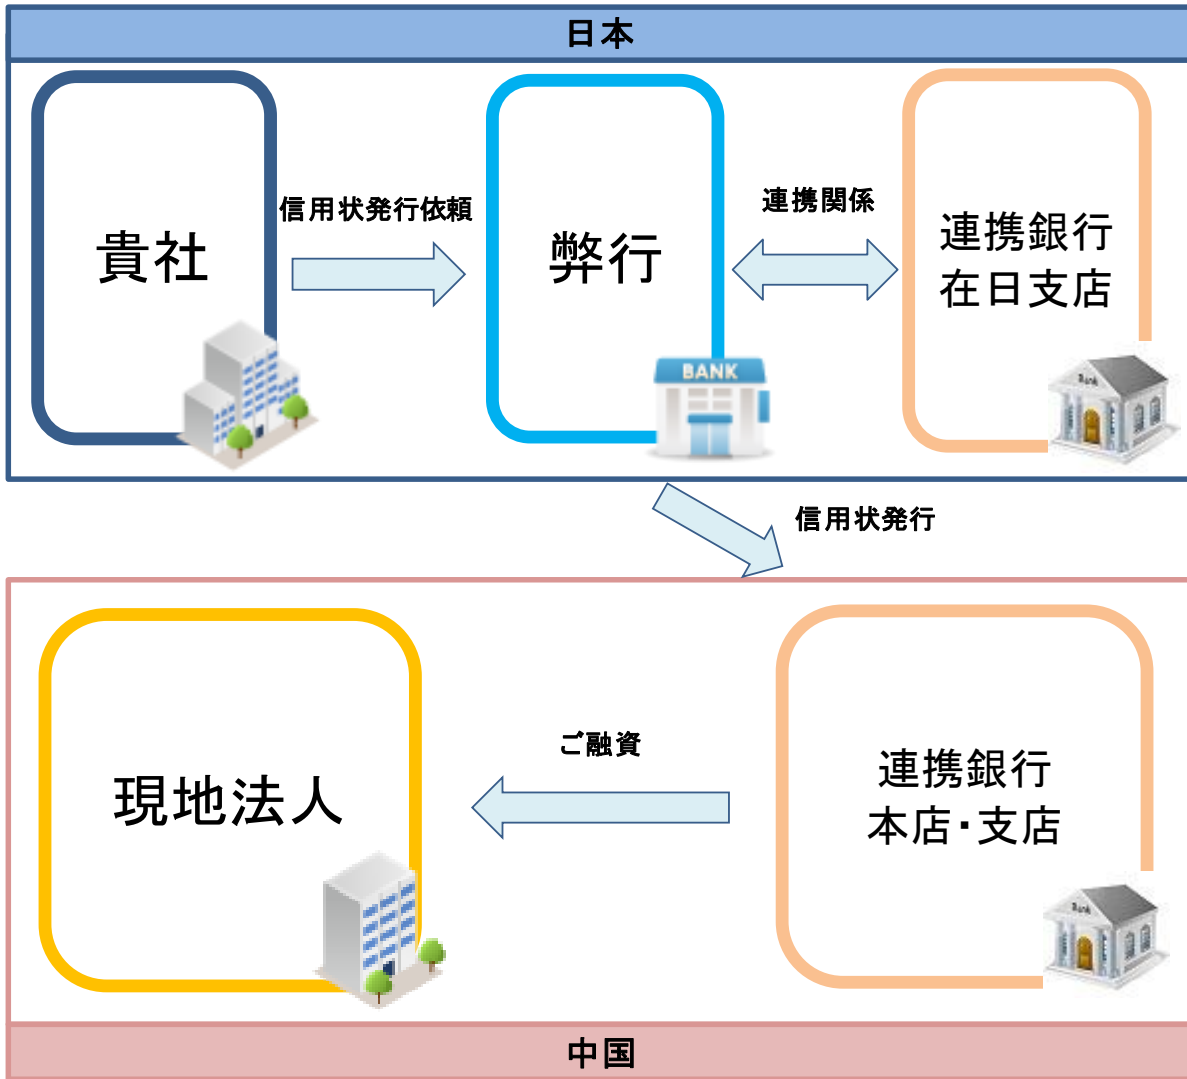 日本
信用状発行依頼
連携関係
貴社
弊行
連携銀行
在日支店
BANK
Bank
信用状発行
ご融資
現地法人
連携銀行
本店・支店
Bank
中国